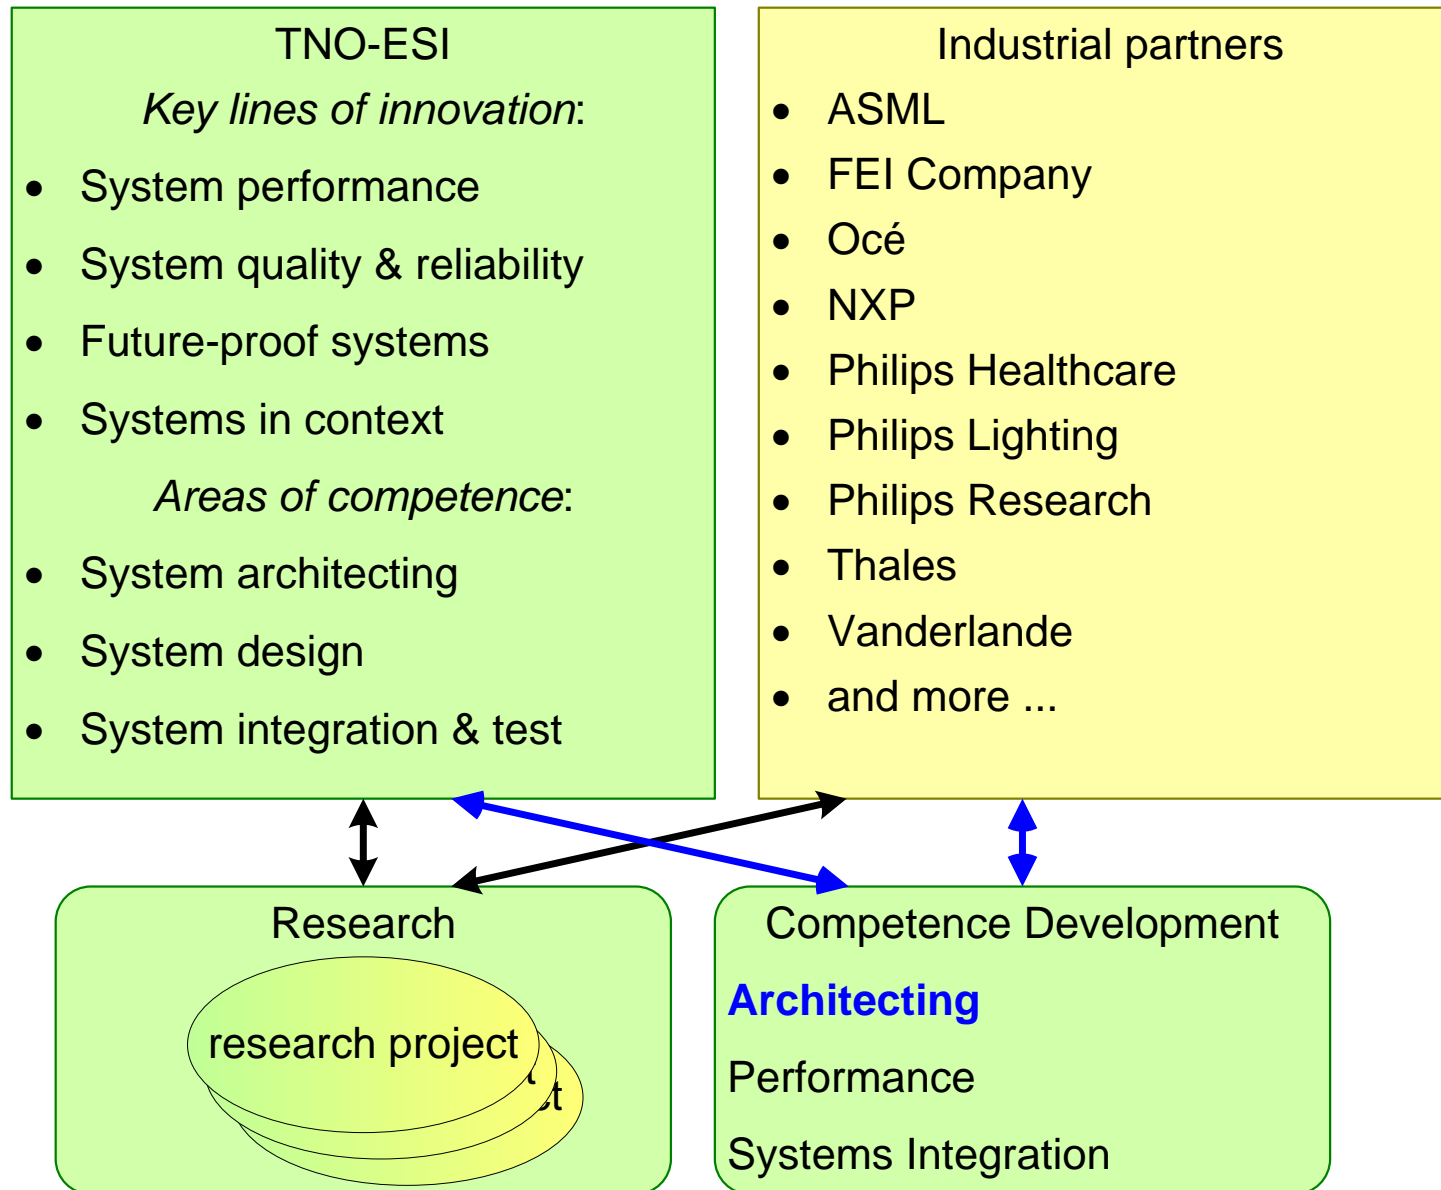 TNO-ESI
Key lines of innovation:
• System performance
• System quality & reliability
• Future-proof systems
• Systems in context
Areas of competence:
• System architecting
• System design
• System integration & test
Industrial partners
• ASML
• FEI Company
• Océ
• NXP
• Philips Healthcare
• Philips Lighting
• Philips Research
• Thales
• Vanderlande
• and more ...
Research
research project
Competence Development
Architecting
Performance
Systems Integration